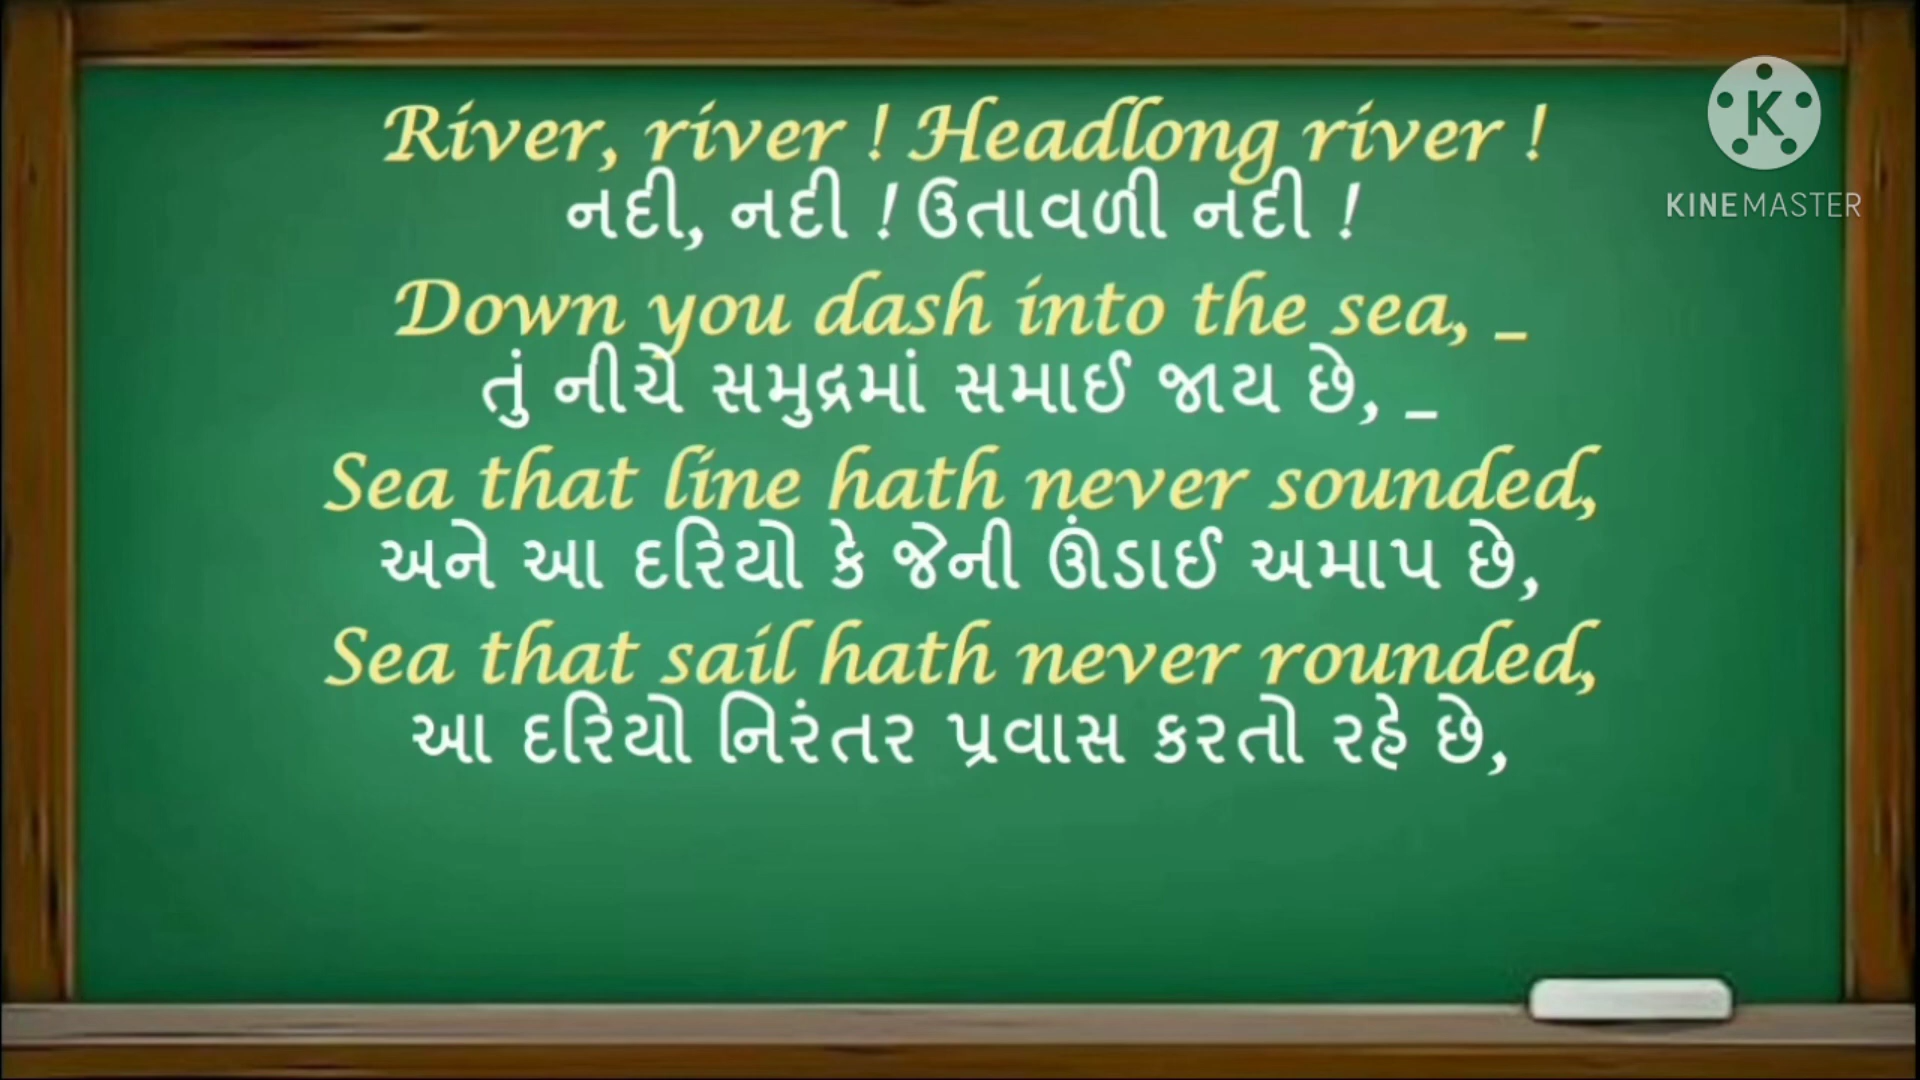 River, river ! Headlong river !
નદી, નદી ! ઉતાવળી નદી !
Down you dash into the sea, _
તું નીચે સમુદ્રમાં સમાઈ જાય છે, _
Sea that line hath never sounded,
અને આ દરિયો કે જેની ઊંડાઈ અમાપ છે,
Sea that sail hath never rounded,
આ દરિયો નિરંતર પ્રવાસ કરતો રહે છે,
K
KINEMASTER